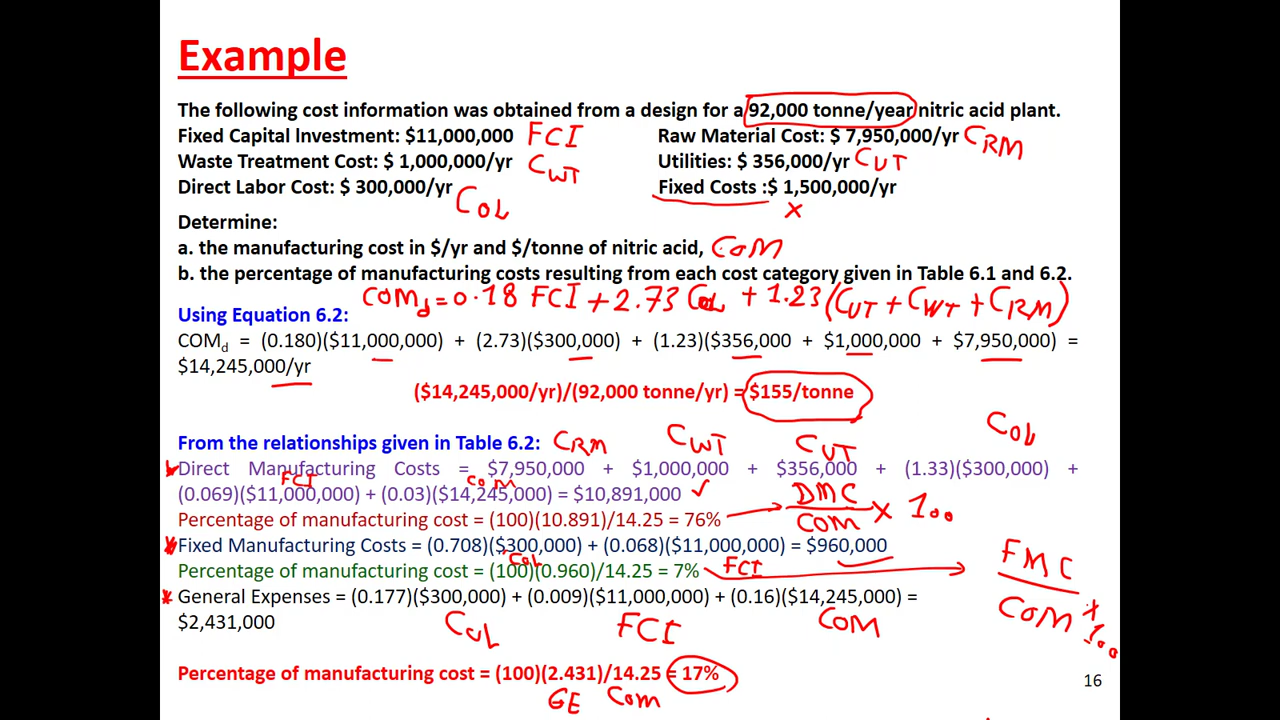 Example
The following cost information was obtained from a design for a 92,000 tonne/year nitric acid plant.
Fixed Capital Investment: $11,000,000 FCI Raw Material Cost: $ 7,950,000/yr CRM
Waste Treatment Cost: $ 1,000,000/yr CWT Utilities: $ 356,000/yr CUT
Direct Labor Cost: $ 300,000/yr COL Fixed Costs :$ 1,500,000/yr
x
Determine:
a. the manufacturing cost in $/yr and $/tonne of nitric acid, COM
b. the percentage of manufacturing costs resulting from each cost category given in Table 6.1 and 6.2.
COMd = 0.18 FCI + 2.73 COL + 1.23 (CUT + CWT + CRM)
Using Equation 6.2:
COMd = (0.180)($11,000,000) + (2.73)($300,000) + (1.23)($356,000 + $1,000,000 + $7,950,000) =
$14,245,000/yr
($14,245,000/yr)/(92,000 tonne/yr) = $155/tonne
From the relationships given in Table 6.2: CRM CWT CUT COL
Direct Manufacturing Costs = $7,950,000 + $1,000,000 + $356,000 + (1.33)($300,000) +
FCI COM
(0.069)($11,000,000) + (0.03)($14,245,000) = $10,891,000 ✓
Percentage of manufacturing cost = (100)(10.891)/14.25 = 76% DMC/COM x 100
Fixed Manufacturing Costs = (0.708)($300,000) + (0.068)($11,000,000) = $960,000
COL FCI
Percentage of manufacturing cost = (100)(0.960)/14.25 = 7% FMC/COM x 100
General Expenses = (0.177)($300,000) + (0.009)($11,000,000) + (0.16)($14,245,000) =
$2,431,000 COL FCI COM
Percentage of manufacturing cost = (100)(2.431)/14.25 = 17%
GE COM
16